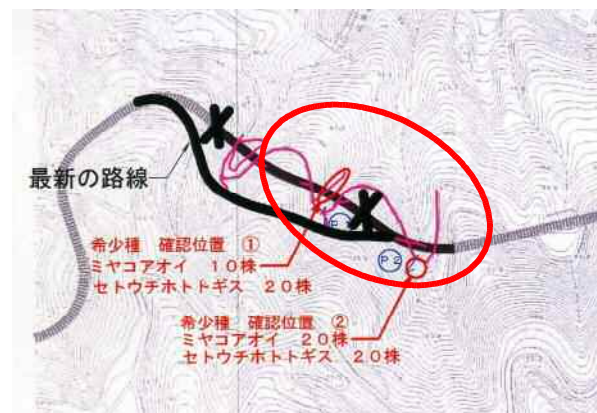 最新の路線
希少種 確認位置 ①
ミヤコアオイ 10株
セトウチホトトギス 20株
P 2
希少種 確認位置 ②
ミヤコアオイ 20株
セトウチホトトギス 20株